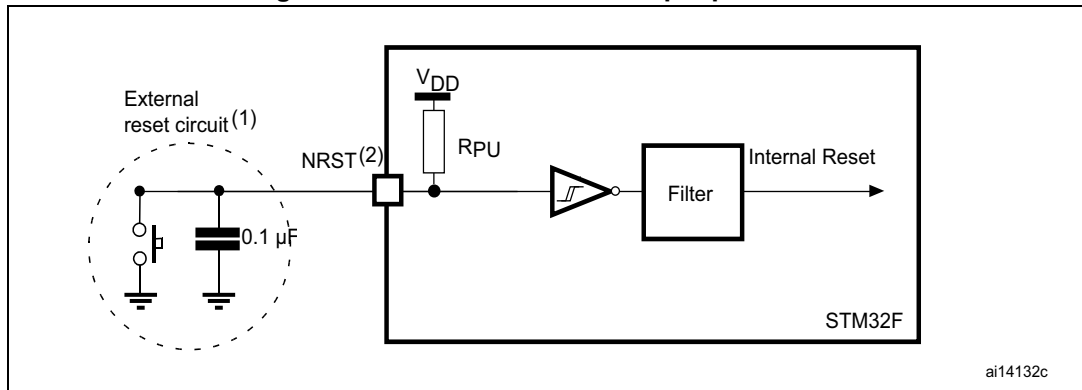 External
reset circuit(1)
NRST(2)
VDD
RPU
Filter
Internal Reset
0.1 µF
STM32F
ai14132c